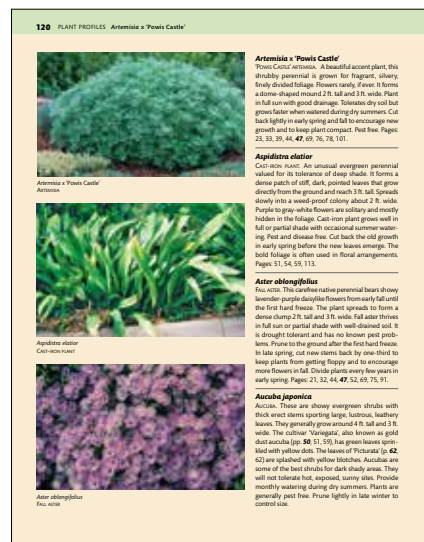 120 PLANT PROFILES Artemisia x 'Powis Castle'
Artemisia x 'Powis Castle'
ARTEMISIA
Aspidistra elatior
CAST-IRON PLANT
Aster oblongifolius
FALL ASTER
Artemisia x 'Powis Castle'
'POWIS CASTLE' ARTEMISIA. A beautiful accent plant, this
shrubby perennial is grown for fragrant, silvery,
finely divided foliage. Flowers rarely, if ever. It forms
a dome-shaped mound 2 ft. tall and 3 ft. wide. Plant
in full sun with good drainage. Tolerates dry soil but
grows faster when watered during dry summers. Cut
back lightly in early spring and fall to encourage new
growth and to keep plant compact. Pest free. Pages:
23, 33, 39, 44, 47, 69, 76, 78, 101.
Aspidistra elatior
CAST-IRON PLANT. An unusual evergreen perennial
valued for its tolerance of deep shade. It forms a
dense patch of stiff, dark, pointed leaves that grow
directly from the ground and reach 3 ft. tall. Spreads
slowly into a weed-proof colony about 2 ft. wide.
Purple to gray-white flowers are solitary and mostly
hidden in the foliage. Cast-iron plant grows well in
full or partial shade with occasional summer water-
ing. Pest and disease free. Cut back the old growth
in early spring before the new leaves emerge. The
bold foliage is often used in floral arrangements.
Pages: 51, 54, 59, 113.
Aster oblongifolius
FALL ASTER. This carefree native perennial bears showy
lavender-purple daisylike flowers from early fall until
the first hard freeze. The plant spreads to form a
dense clump 2 ft. tall and 3 ft. wide. Fall aster thrives
in full sun or partial shade with well-drained soil. It
is drought tolerant and has no known pest prob-
lems. Prune to the ground after the first hard freeze.
In late spring, cut new stems back by one-third to
keep plants from getting floppy and to encourage
more flowers in fall. Divide plants every few years in
early spring. Pages: 21, 32, 44, 47, 52, 69, 75, 91.
Aucuba japonica
AUCUBA. These are showy evergreen shrubs with
thick erect stems sporting large, lustrous, leathery
leaves. They generally grow around 4 ft. tall and 3 ft.
wide. The cultivar 'Variegata', also known as gold
dust aucuba (pp. 50, 51, 59), has green leaves sprin-
kled with yellow dots. The leaves of 'Picturata' (p. 62,
62) are splashed with yellow blotches. Aucubas are
some of the best shrubs for dark shady areas. They
will not tolerate hot, exposed, sunny sites. Provide
monthly watering during dry summers. Plants are
generally pest free. Prune lightly in late winter to
control size.